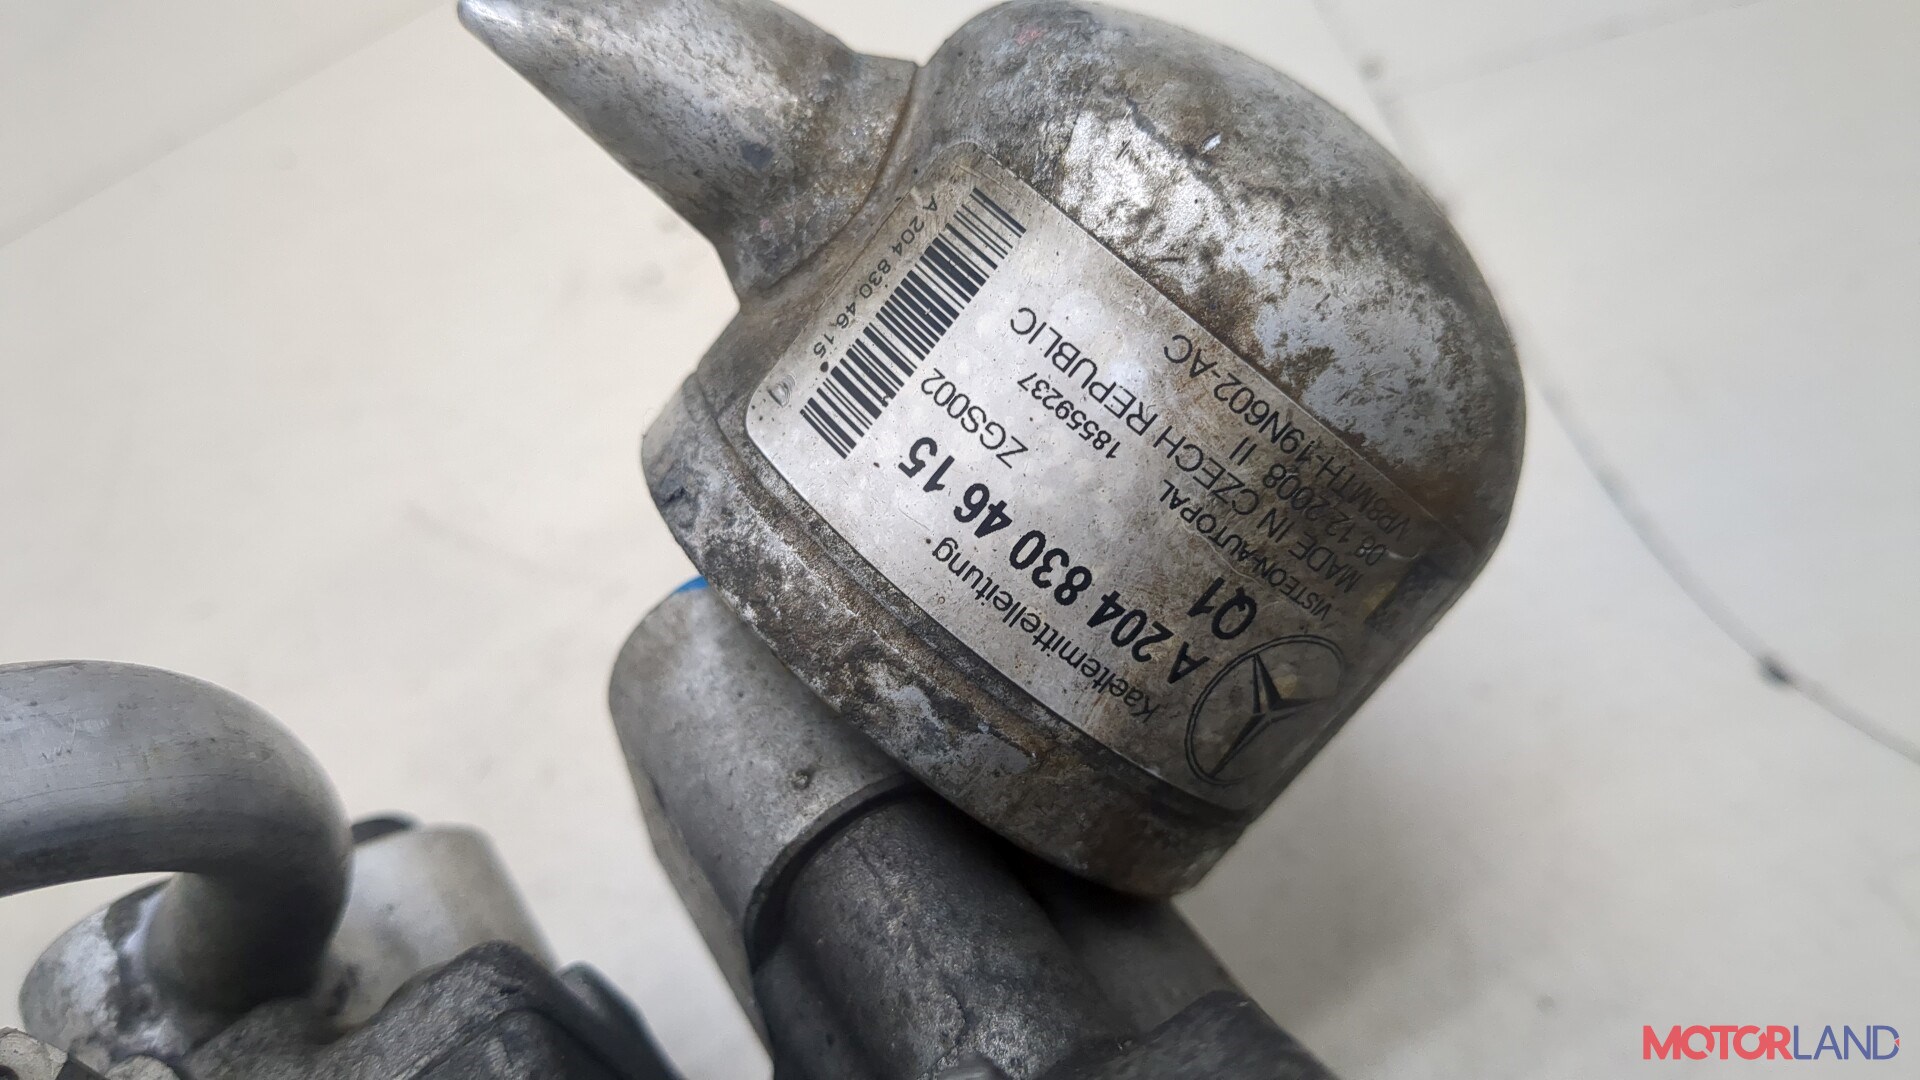 Kaeltemittelleitung
A 204 830 46 15
Q1 ZGS002
VISTEON-AUTOPAL 18559237
MADE IN CZECH REPUBLIC
08.12.2008 II
VP8MTH-19N602-AC
A 204 830 46 15
MOTORLAND